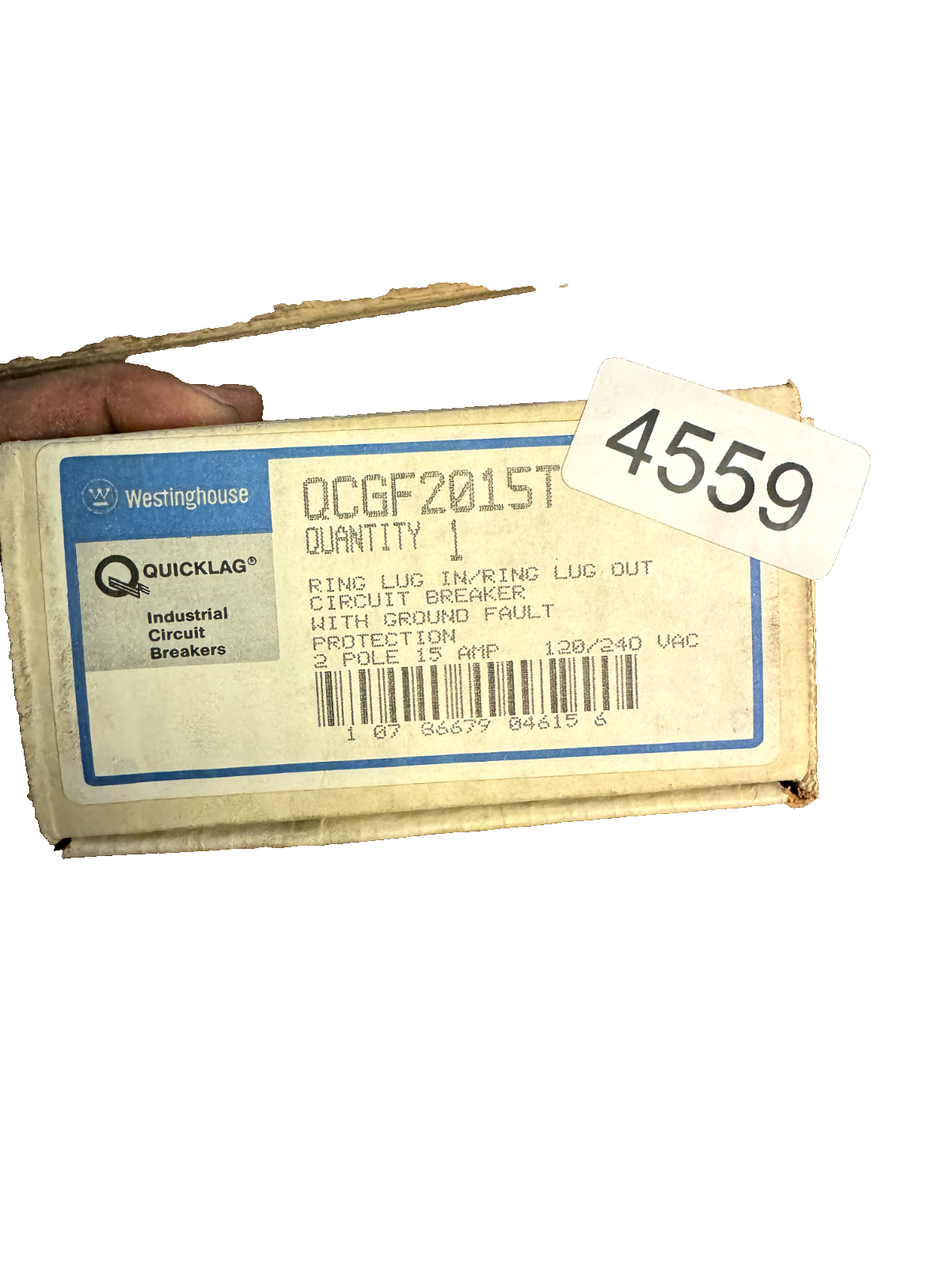 4559
Westinghouse
QCGF2015T
QUANTITY 1
QUICKLAG®
Industrial
Circuit
Breakers
RING LUG IN/RING LUG OUT
CIRCUIT BREAKER
WITH GROUND FAULT
PROTECTION
2 POLE 15 AMP 120/240 VAC
1 07 86679 04615 6